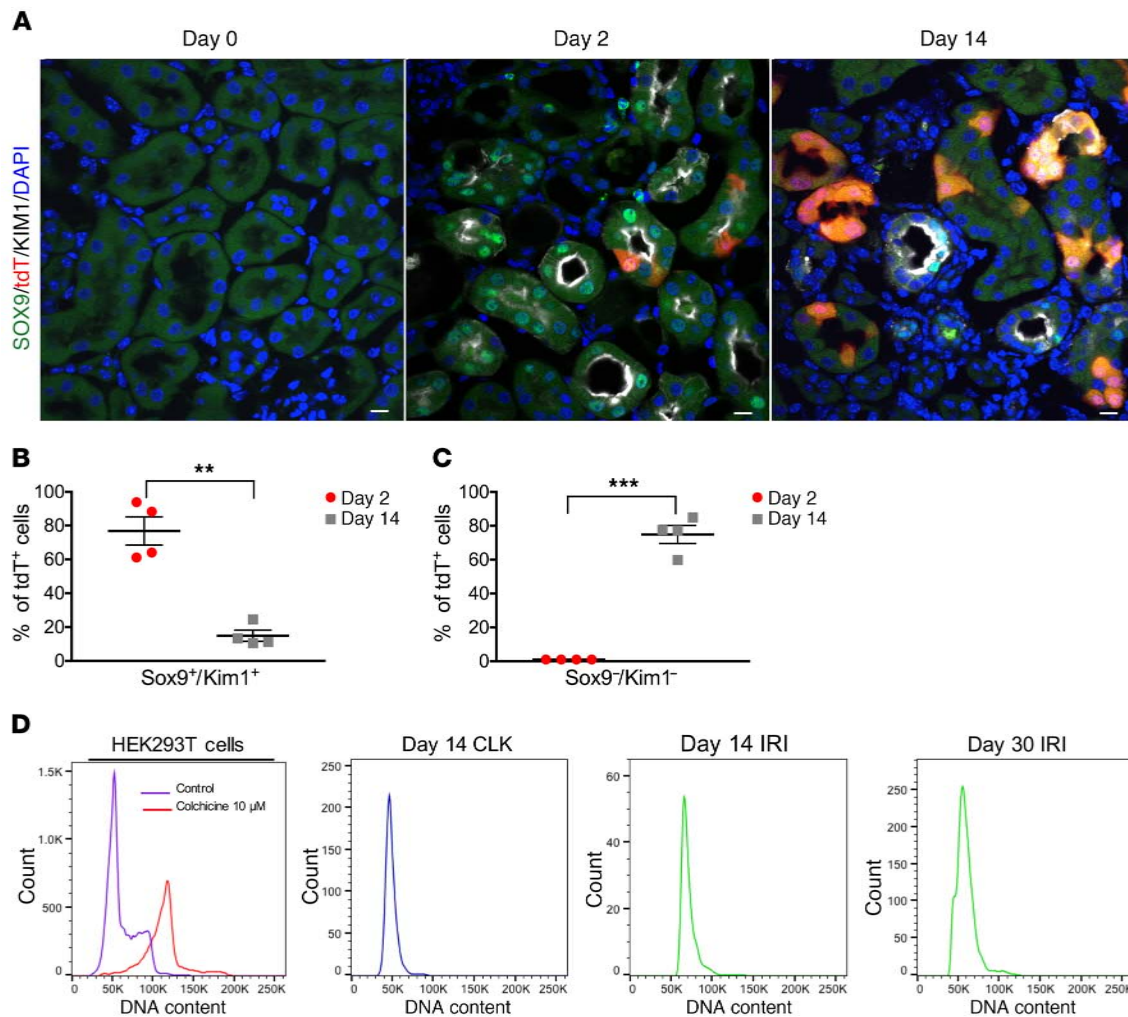 A
Day 0
Day 2
Day 14
SOX9/tdT/KIM1/DAPI
B
**
100
80
60
40
20
0
% of tdT⁺ cells
Day 2
Day 14
Sox9⁺/Kim1⁺
C
***
100
80
60
40
20
0
% of tdT⁺ cells
Day 2
Day 14
Sox9⁻/Kim1⁻
D
HEK293T cells
Control
Colchicine 10 µM
1.5K
1.0K
500
0
Count
0 50K 100K 150K 200K 250K
DNA content
Day 14 CLK
250
200
150
100
50
0
Count
0 50K 100K 150K 200K 250K
DNA content
Day 14 IRI
60
40
20
0
Count
0 50K 100K 150K 200K 250K
DNA content
Day 30 IRI
250
200
150
100
50
0
Count
0 50K 100K 150K 200K 250K
DNA content